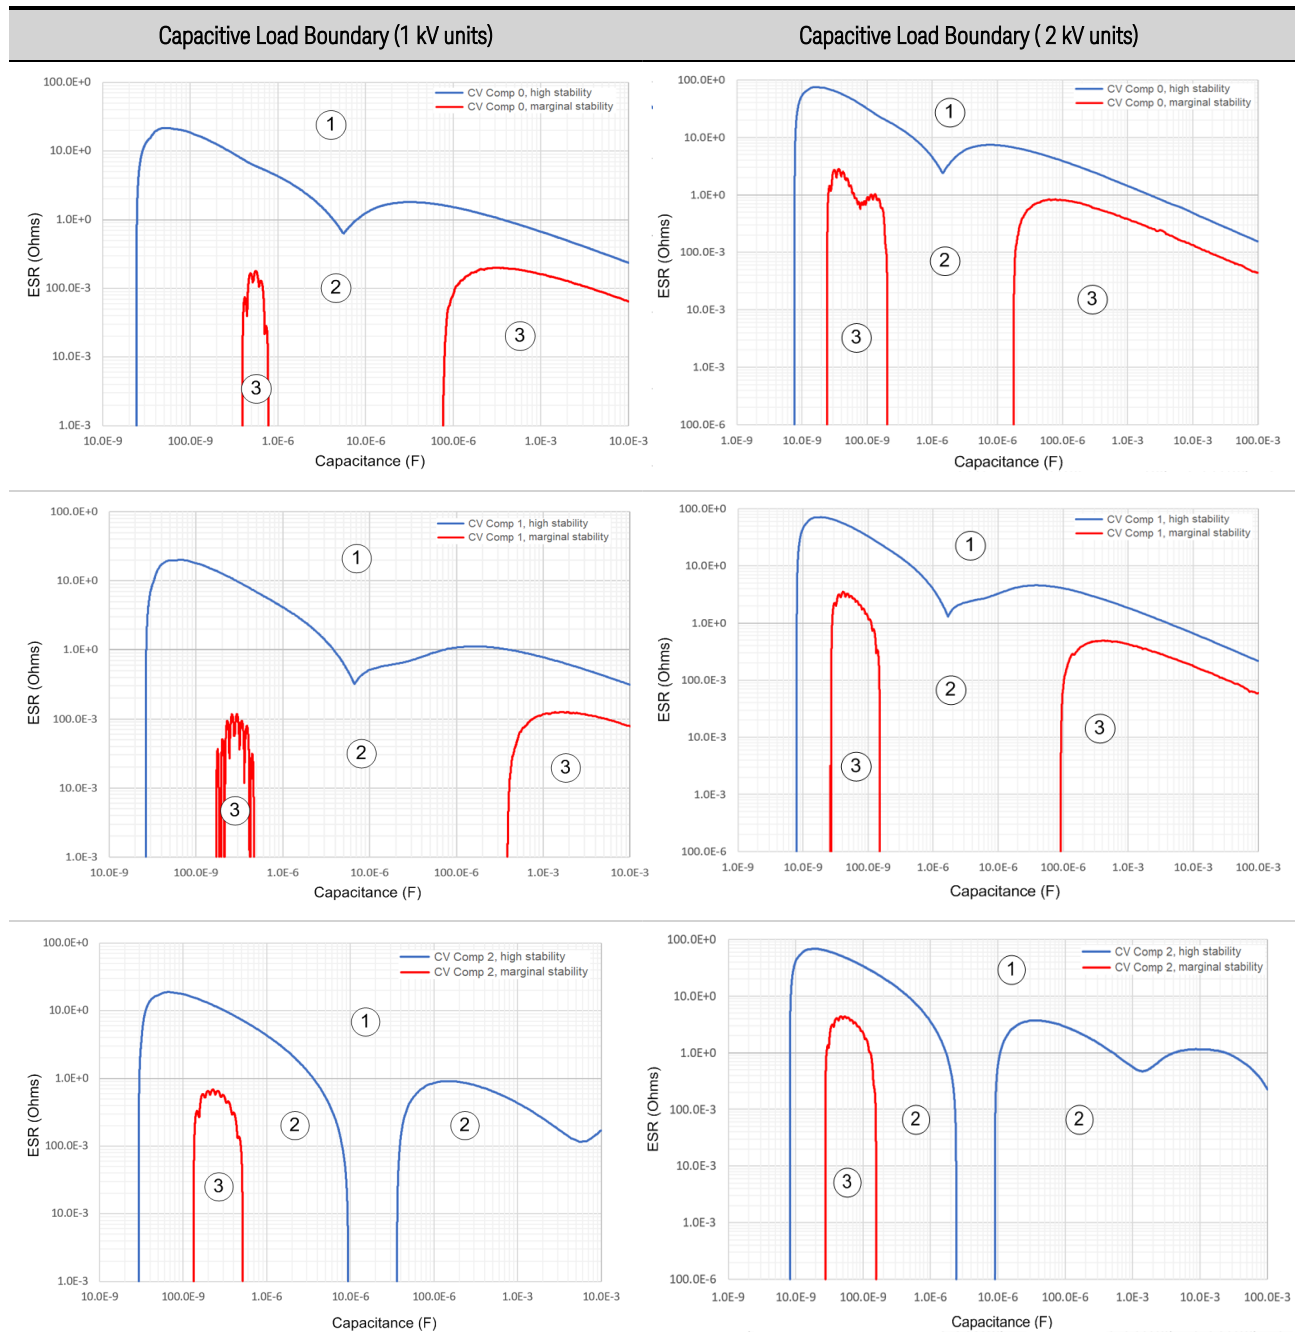 Capacitive Load Boundary (1 kV units)
Capacitive Load Boundary ( 2 kV units)
100.0E+0
10.0E+0
1.0E+0
100.0E-3
10.0E-3
1.0E-3
ESR (Ohms)
CV Comp 0, high stability
CV Comp 0, marginal stability
1
2
3
3
10.0E-9 100.0E-9 1.0E-6 10.0E-6 100.0E-6 1.0E-3 10.0E-3
Capacitance (F)
100.0E+0
10.0E+0
1.0E+0
100.0E-3
10.0E-3
1.0E-3
100.0E-6
ESR (Ohms)
CV Comp 0, high stability
CV Comp 0, marginal stability
1
2
3
3
1.0E-9 10.0E-9 100.0E-9 1.0E-6 10.0E-6 100.0E-6 1.0E-3 10.0E-3 100.0E-3
Capacitance (F)
100.0E+0
10.0E+0
1.0E+0
100.0E-3
10.0E-3
1.0E-3
ESR (Ohms)
CV Comp 1, high stability
CV Comp 1, marginal stability
1
2
3
3
10.0E-9 100.0E-9 1.0E-6 10.0E-6 100.0E-6 1.0E-3 10.0E-3
Capacitance (F)
100.0E+0
10.0E+0
1.0E+0
100.0E-3
10.0E-3
1.0E-3
100.0E-6
ESR (Ohms)
CV Comp 1, high stability
CV Comp 1, marginal stability
1
2
3
3
1.0E-9 10.0E-9 100.0E-9 1.0E-6 10.0E-6 100.0E-6 1.0E-3 10.0E-3 100.0E-3
Capacitance (F)
100.0E+0
10.0E+0
1.0E+0
100.0E-3
10.0E-3
1.0E-3
ESR (Ohms)
CV Comp 2, high stability
CV Comp 2, marginal stability
1
2
2
3
10.0E-9 100.0E-9 1.0E-6 10.0E-6 100.0E-6 1.0E-3 10.0E-3
Capacitance (F)
100.0E+0
10.0E+0
1.0E+0
100.0E-3
10.0E-3
1.0E-3
100.0E-6
ESR (Ohms)
CV Comp 2, high stability
CV Comp 2, marginal stability
1
2
2
3
1.0E-9 10.0E-9 100.0E-9 1.0E-6 10.0E-6 100.0E-6 1.0E-3 10.0E-3 100.0E-3
Capacitance (F)